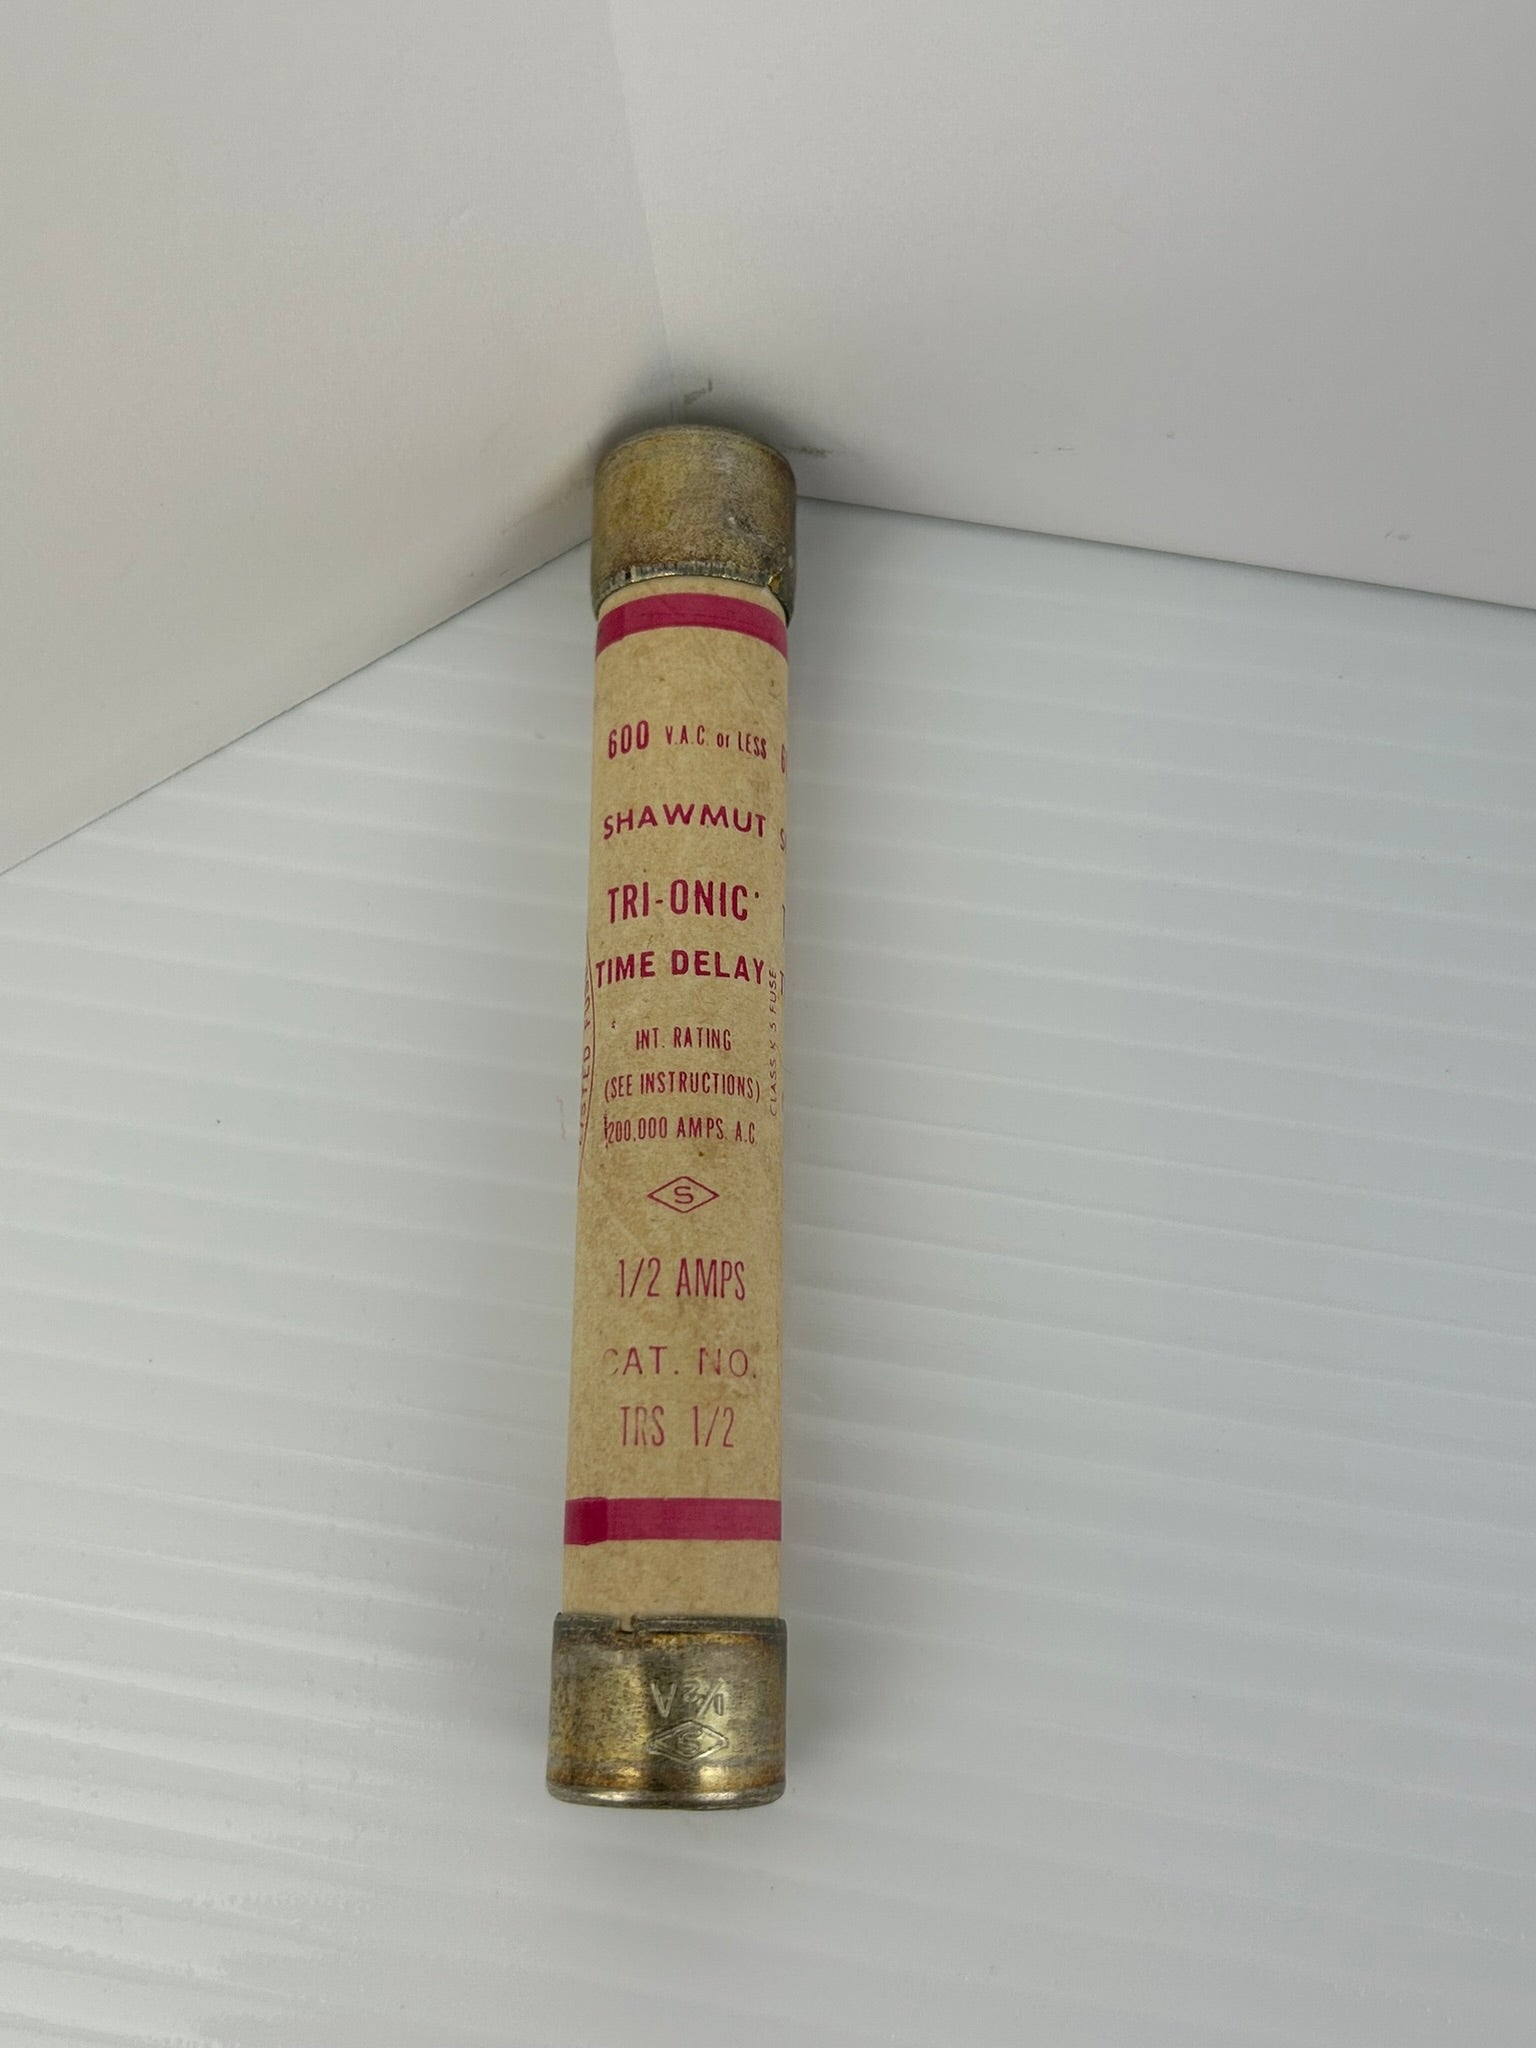 600 V.A.C. or LESS
SHAWMUT
TRI-ONIC
TIME DELAY
INT. RATING
(SEE INSTRUCTIONS)
200,000 AMPS. A.C.
S
1/2 AMPS
CAT. NO.
TRS 1/2
CLASS K 5 FUSE
1/2 A
S